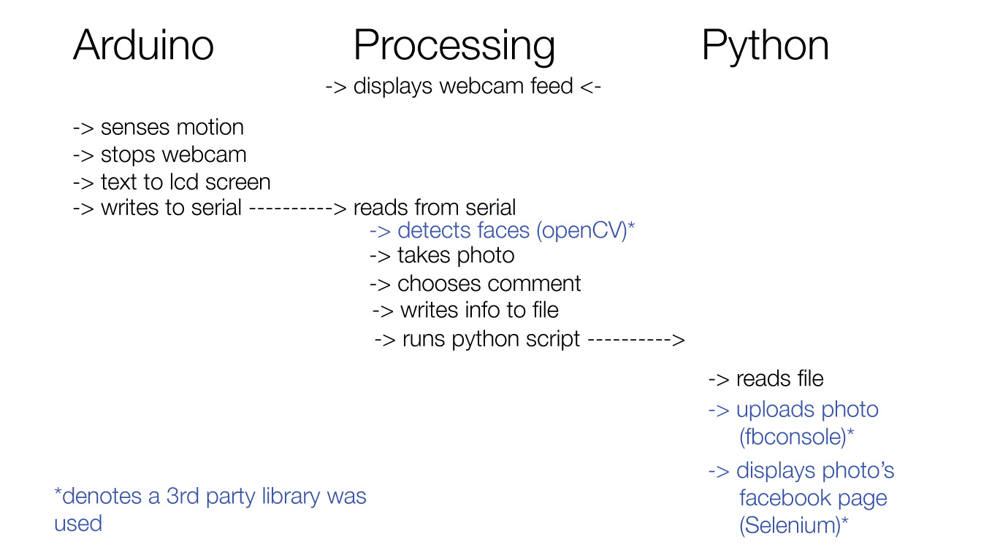 Arduino Processing Python
-> displays webcam feed <-
-> senses motion
-> stops webcam
-> text to lcd screen
-> writes to serial ----------> reads from serial
-> detects faces (openCV)*
-> takes photo
-> chooses comment
-> writes info to file
-> runs python script ---------->
-> reads file
-> uploads photo
(fbconsole)*
-> displays photo’s
facebook page
(Selenium)*
*denotes a 3rd party library was
used